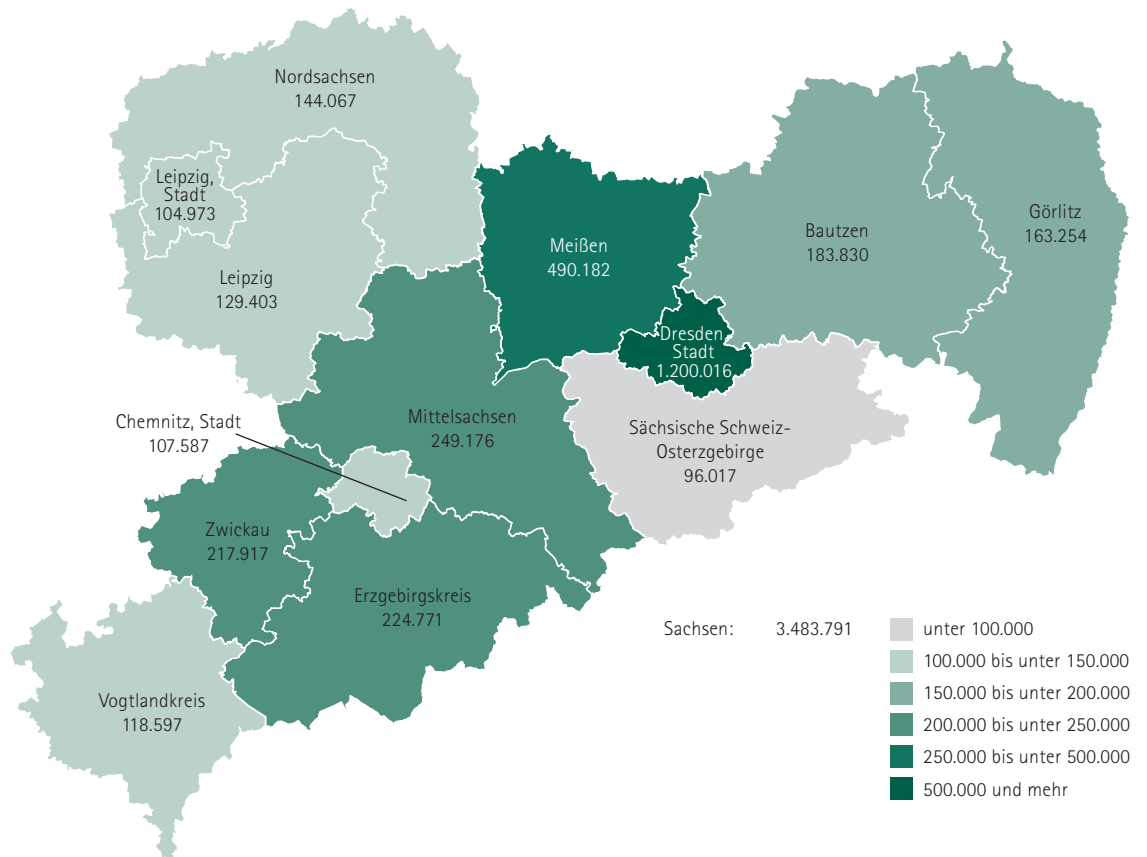 Nordsachsen
144.067
Leipzig,
Stadt
104.973
Leipzig
129.403
Meißen
490.182
Bautzen
183.830
Görlitz
163.254
Dresden
Stadt
1.200.016
Chemnitz, Stadt
107.587
Mittelsachsen
249.176
Sächsische Schweiz-
Osterzgebirge
96.017
Zwickau
217.917
Erzgebirgskreis
224.771
Vogtlandkreis
118.597
Sachsen: 3.483.791
unter 100.000
100.000 bis unter 150.000
150.000 bis unter 200.000
200.000 bis unter 250.000
250.000 bis unter 500.000
500.000 und mehr